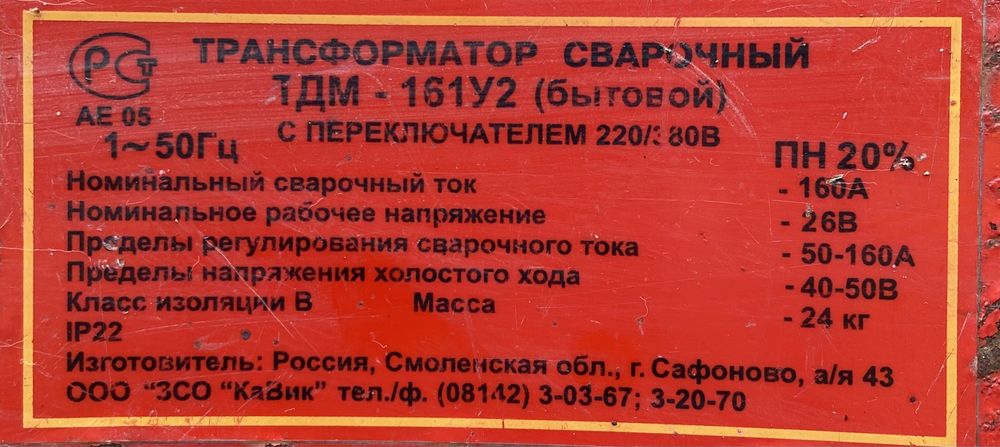 РСТ ТРАНСФОРМАТОР СВАРОЧНЫЙ
ТДМ - 161У2 (бытовой)
АЕ 05
С ПЕРЕКЛЮЧАТЕЛЕМ 220/380В
1~50Гц ПН 20%
Номинальный сварочный ток - 160А
Номинальное рабочее напряжение - 26В
Пределы регулирования сварочного тока - 50-160А
Пределы напряжения холостого хода - 40-50В
Класс изоляции В Масса - 24 кг
IP22
Изготовитель: Россия, Смоленская обл., г. Сафоново, а/я 43
ООО "ЗСО "КаВик" тел./ф. (08142) 3-03-67; 3-20-70